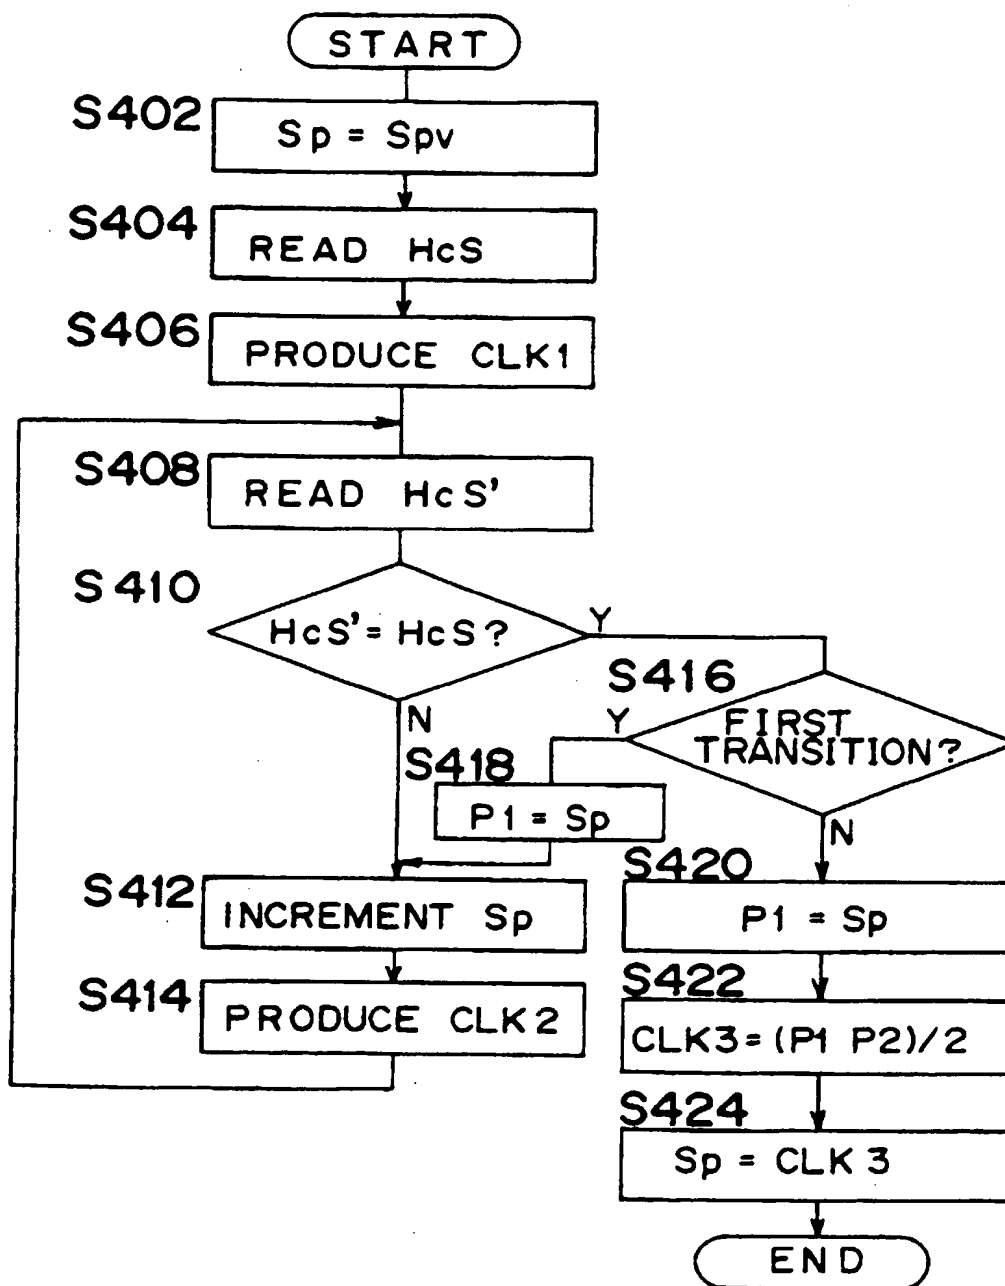 START
S402
Sp = Spv
S404
READ HcS
S406
PRODUCE CLK1
S408
READ HcS'
S410
HcS' = HcS?
Y
N
S416
FIRST
TRANSITION?
Y
N
S418
P1 = Sp
S412
INCREMENT Sp
S414
PRODUCE CLK2
S420
P1 = Sp
S422
CLK3 = (P1 P2)/2
S424
Sp = CLK3
END